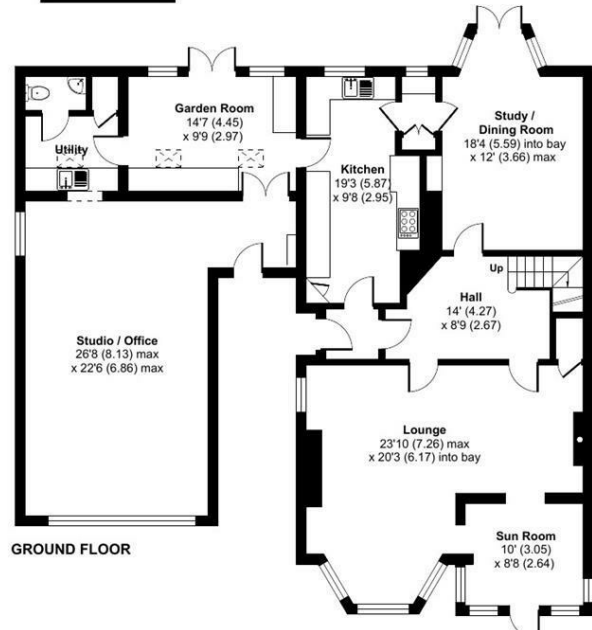 Garden Room
14'7 (4.45)
x 9'9 (2.97)
Utility
Kitchen
19'3 (5.87)
x 9'8 (2.95)
Study /
Dining Room
18'4 (5.59) into bay
x 12' (3.66) max
Up
Hall
14' (4.27)
x 8'9 (2.67)
Studio / Office
26'8 (8.13) max
x 22'6 (6.86) max
Lounge
23'10 (7.26) max
x 20'3 (6.17) into bay
Sun Room
10' (3.05)
x 8'8 (2.64)
GROUND FLOOR